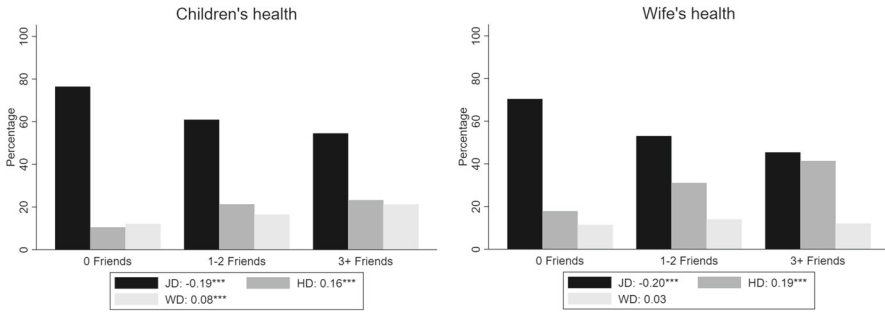 Children's health
Percentage
0 20 40 60 80 100
0 Friends 1-2 Friends 3+ Friends
JD: -0.19*** HD: 0.16***
WD: 0.08***
Wife's health
Percentage
0 20 40 60 80 100
0 Friends 1-2 Friends 3+ Friends
JD: -0.20*** HD: 0.19***
WD: 0.03